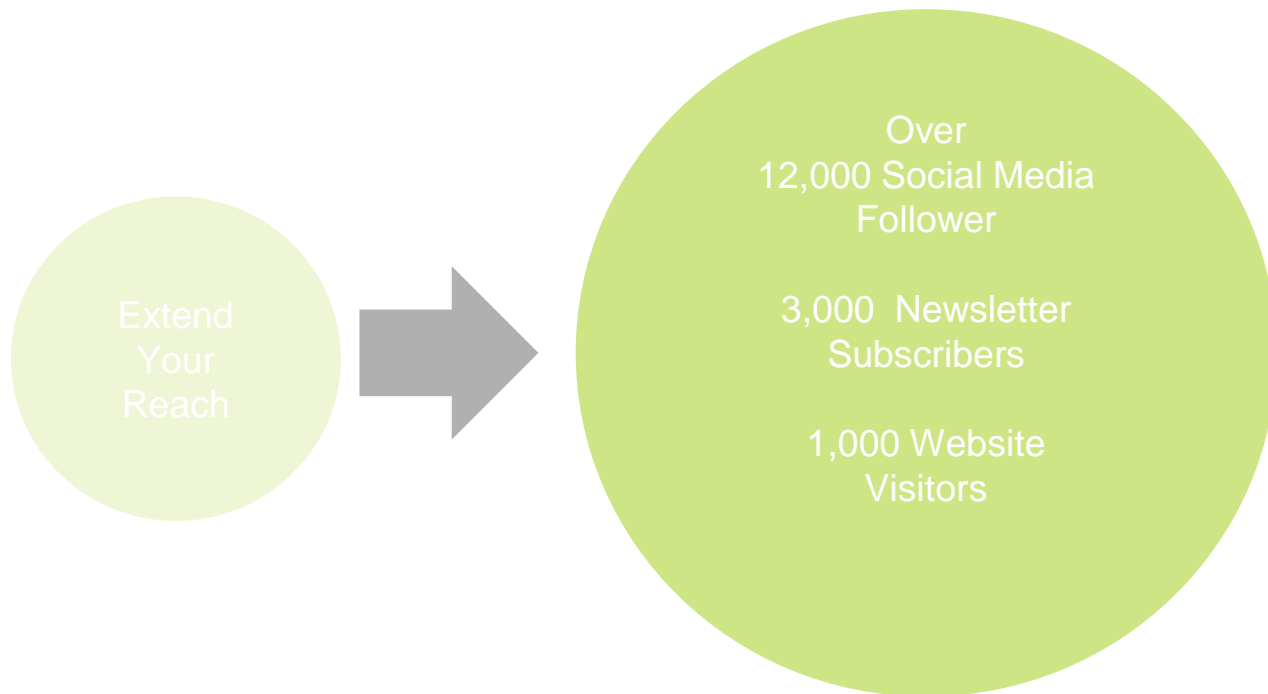 Extend
Your
Reach
Over
12,000 Social Media
Follower
3,000  Newsletter
Subscribers
1,000 Website
Visitors